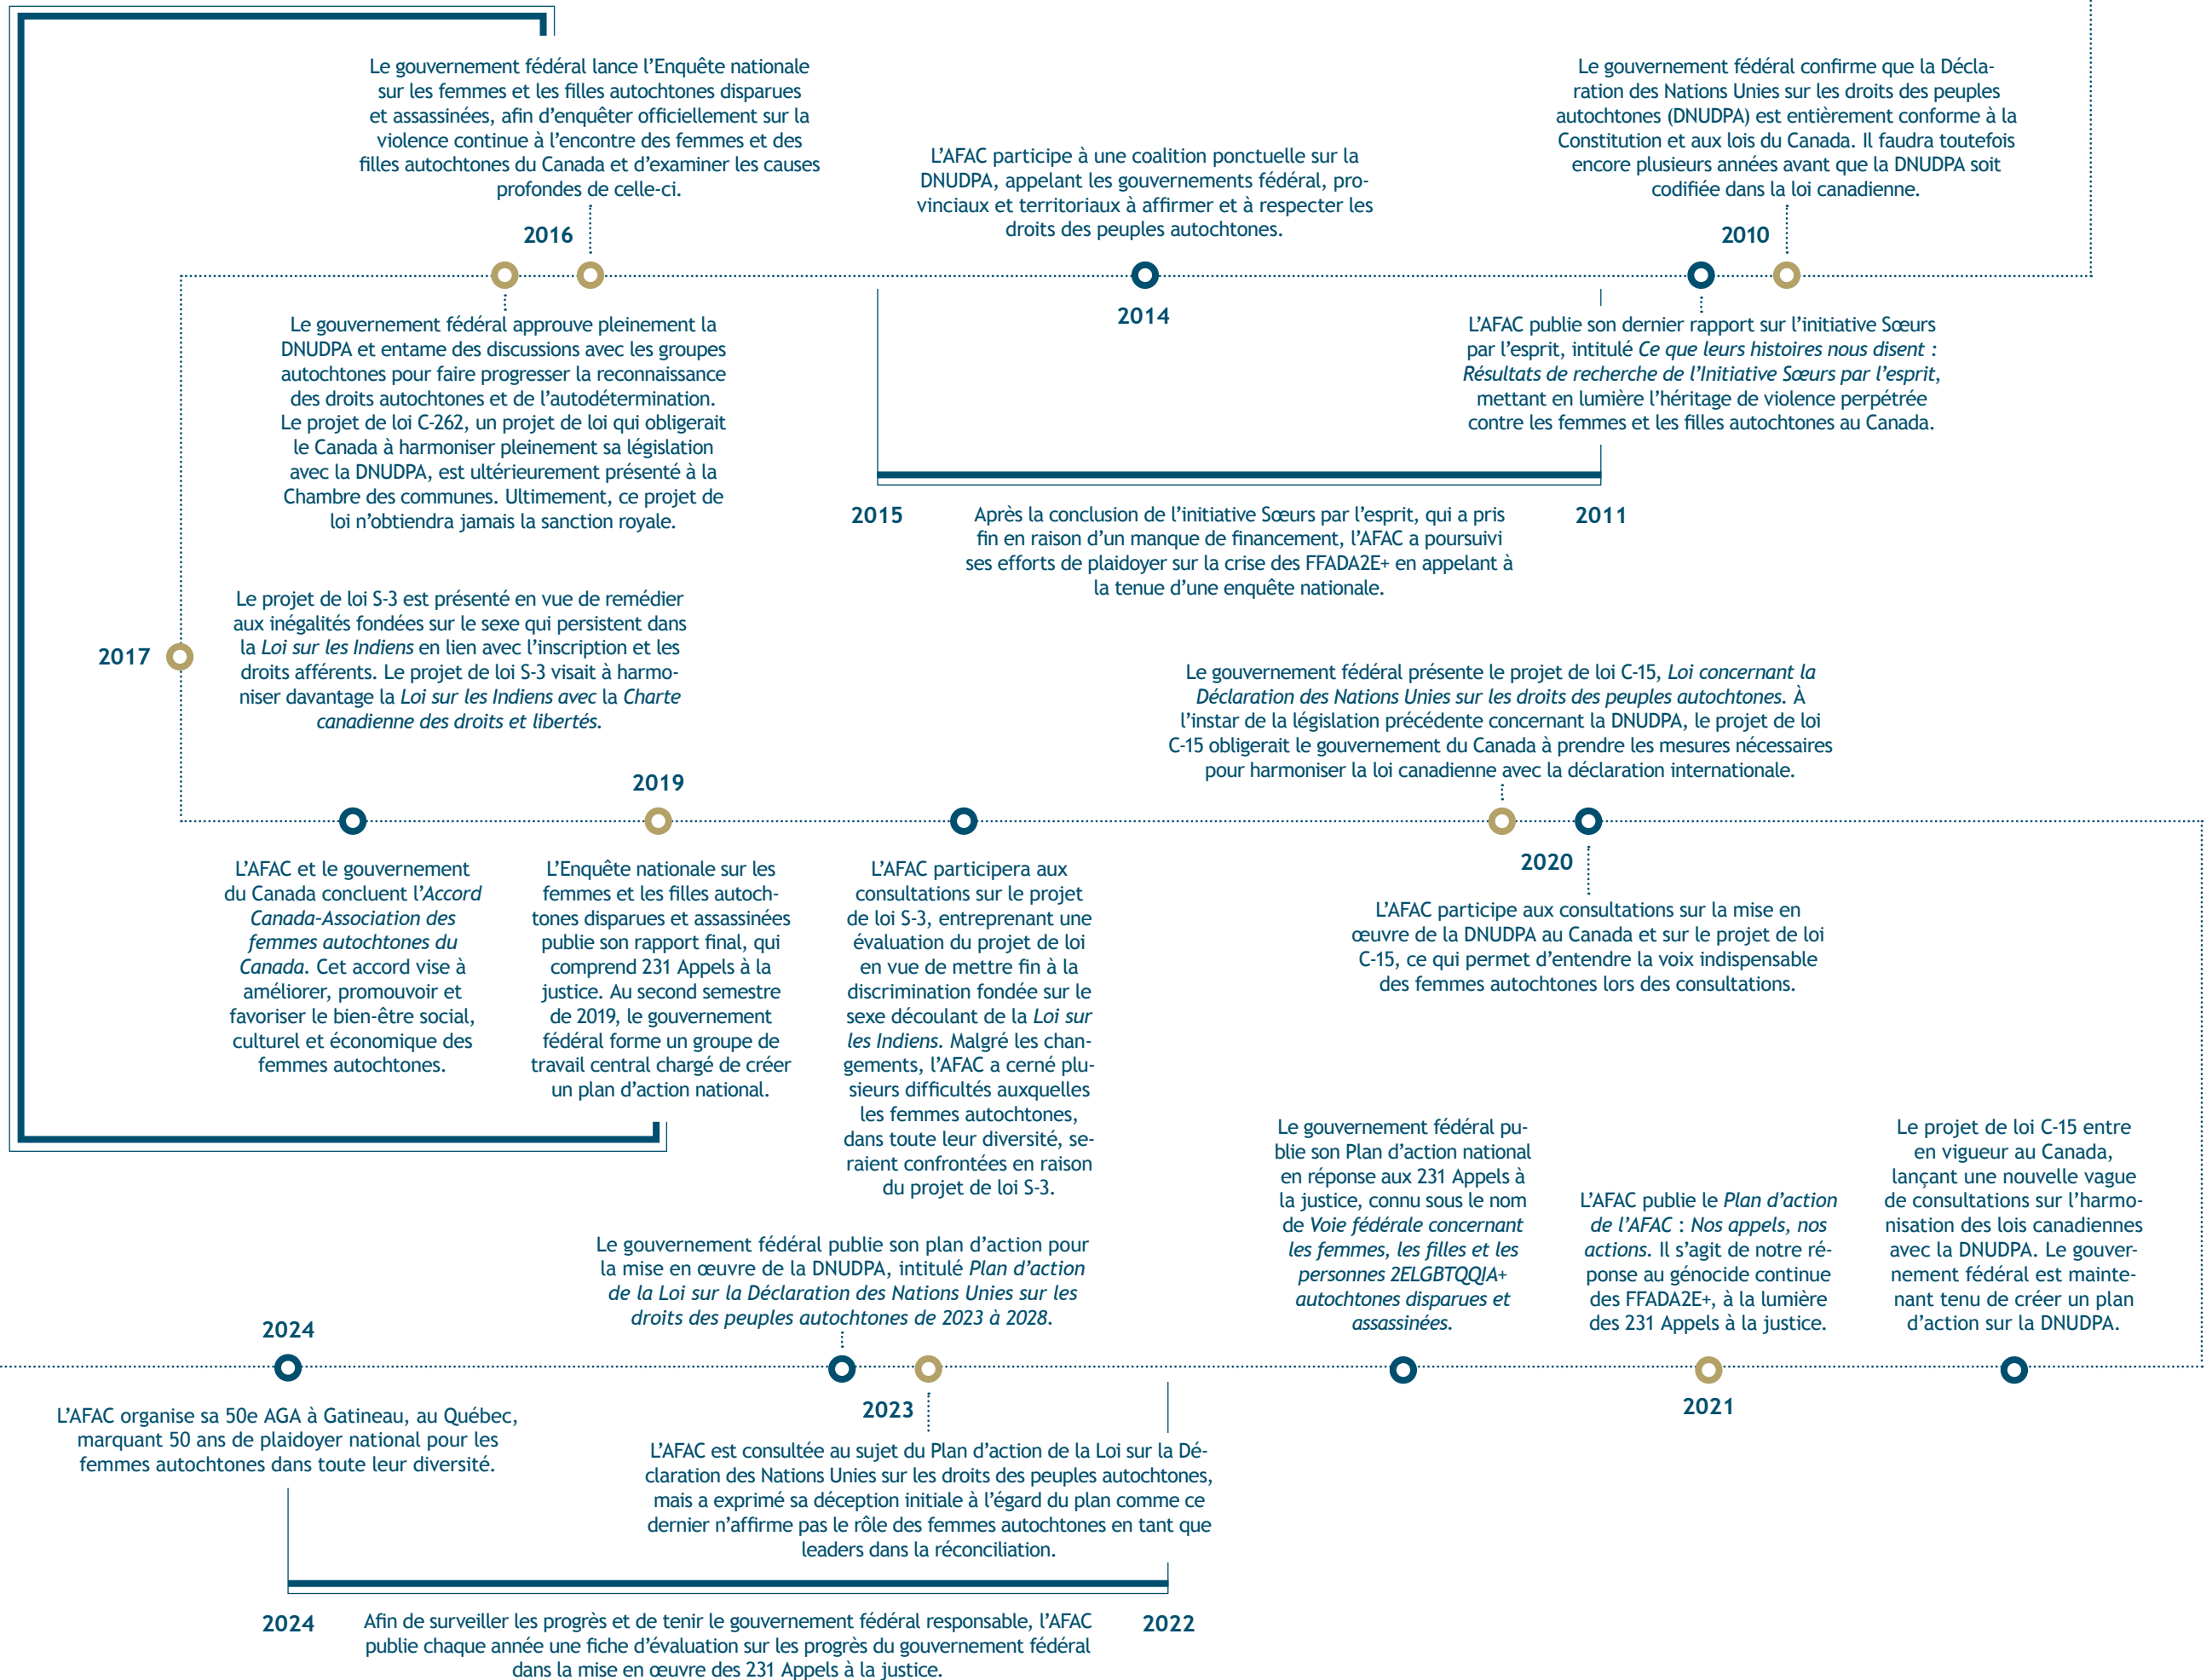 Le gouvernement fédéral confirme que la Décla-
ration des Nations Unies sur les droits des peuples
autochtones (DNUDPA) est entièrement conforme à la
Constitution et aux lois du Canada. Il faudra toutefois
encore plusieurs années avant que la DNUDPA soit
codifiée dans la loi canadienne.
2010
L’AFAC publie son dernier rapport sur l’initiative Sœurs
par l’esprit, intitulé Ce que leurs histoires nous disent :
Résultats de recherche de l’Initiative Sœurs par l’esprit,
mettant en lumière l’héritage de violence perpétrée
contre les femmes et les filles autochtones au Canada.
L’AFAC participe à une coalition ponctuelle sur la
DNUDPA, appelant les gouvernements fédéral, pro-
vinciaux et territoriaux à affirmer et à respecter les
droits des peuples autochtones.
2014
2015
2011
Après la conclusion de l’initiative Sœurs par l’esprit, qui a pris
fin en raison d’un manque de financement, l’AFAC a poursuivi
ses efforts de plaidoyer sur la crise des FFADA2E+ en appelant à
la tenue d’une enquête nationale.
Le gouvernement fédéral lance l’Enquête nationale
sur les femmes et les filles autochtones disparues
et assassinées, afin d’enquêter officiellement sur la
violence continue à l’encontre des femmes et des
filles autochtones du Canada et d’examiner les causes
profondes de celle-ci.
2016
Le gouvernement fédéral approuve pleinement la
DNUDPA et entame des discussions avec les groupes
autochtones pour faire progresser la reconnaissance
des droits autochtones et de l’autodétermination.
Le projet de loi C-262, un projet de loi qui obligerait
le Canada à harmoniser pleinement sa législation
avec la DNUDPA, est ultérieurement présenté à la
Chambre des communes. Ultimement, ce projet de
loi n’obtiendra jamais la sanction royale.
2017
Le projet de loi S-3 est présenté en vue de remédier
aux inégalités fondées sur le sexe qui persistent dans
la Loi sur les Indiens en lien avec l’inscription et les
droits afférents. Le projet de loi S-3 visait à harmo-
niser davantage la Loi sur les Indiens avec la Charte
canadienne des droits et libertés.
2019
L’AFAC et le gouvernement
du Canada concluent l’Accord
Canada-Association des
femmes autochtones du
Canada. Cet accord vise à
améliorer, promouvoir et
favoriser le bien-être social,
culturel et économique des
femmes autochtones.
L’Enquête nationale sur les
femmes et les filles autoch-
tones disparues et assassinées
publie son rapport final, qui
comprend 231 Appels à la
justice. Au second semestre
de 2019, le gouvernement
fédéral forme un groupe de
travail central chargé de créer
un plan d’action national.
L’AFAC participera aux
consultations sur le projet
de loi S-3, entreprenant une
évaluation du projet de loi
en vue de mettre fin à la
discrimination fondée sur le
sexe découlant de la Loi sur
les Indiens. Malgré les chan-
gements, l’AFAC a cerné plu-
sieurs difficultés auxquelles
les femmes autochtones,
dans toute leur diversité, se-
raient confrontées en raison
du projet de loi S-3.
Le gouvernement fédéral présente le projet de loi C-15, Loi concernant la
Déclaration des Nations Unies sur les droits des peuples autochtones. À
l’instar de la législation précédente concernant la DNUDPA, le projet de loi
C-15 obligerait le gouvernement du Canada à prendre les mesures nécessaires
pour harmoniser la loi canadienne avec la déclaration internationale.
2020
L’AFAC participe aux consultations sur la mise en
œuvre de la DNUDPA au Canada et sur le projet de loi
C-15, ce qui permet d’entendre la voix indispensable
des femmes autochtones lors des consultations.
Le projet de loi C-15 entre
en vigueur au Canada,
lançant une nouvelle vague
de consultations sur l’harmo-
nisation des lois canadiennes
avec la DNUDPA. Le gouver-
nement fédéral est mainte-
nant tenu de créer un plan
d’action sur la DNUDPA.
L’AFAC publie le Plan d’action
de l’AFAC : Nos appels, nos
actions. Il s’agit de notre ré-
ponse au génocide continue
des FFADA2E+, à la lumière
des 231 Appels à la justice.
2021
Le gouvernement fédéral pu-
blie son Plan d’action national
en réponse aux 231 Appels à
la justice, connu sous le nom
de Voie fédérale concernant
les femmes, les filles et les
personnes 2ELGBTQQIA+
autochtones disparues et
assassinées.
Le gouvernement fédéral publie son plan d’action pour
la mise en œuvre de la DNUDPA, intitulé Plan d’action
de la Loi sur la Déclaration des Nations Unies sur les
droits des peuples autochtones de 2023 à 2028.
2023
L’AFAC est consultée au sujet du Plan d’action de la Loi sur la Dé-
claration des Nations Unies sur les droits des peuples autochtones,
mais a exprimé sa déception initiale à l’égard du plan comme ce
dernier n’affirme pas le rôle des femmes autochtones en tant que
leaders dans la réconciliation.
2024
L’AFAC organise sa 50e AGA à Gatineau, au Québec,
marquant 50 ans de plaidoyer national pour les
femmes autochtones dans toute leur diversité.
2024
2022
Afin de surveiller les progrès et de tenir le gouvernement fédéral responsable, l’AFAC
publie chaque année une fiche d’évaluation sur les progrès du gouvernement fédéral
dans la mise en œuvre des 231 Appels à la justice.